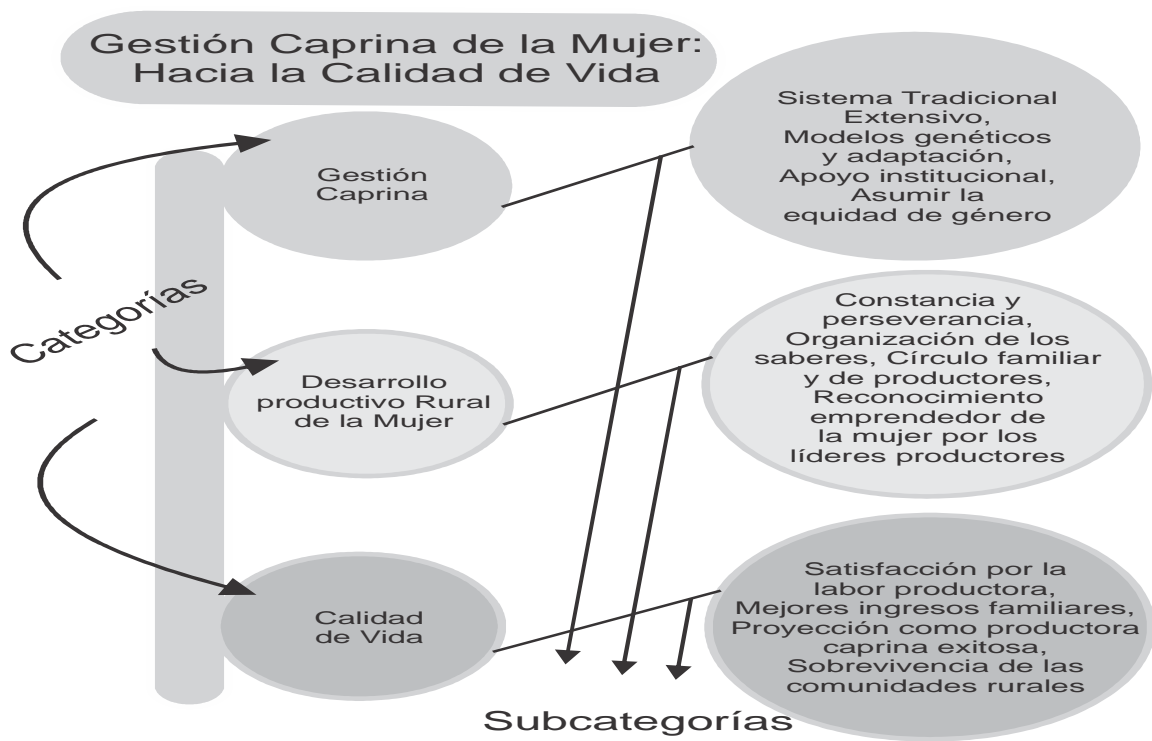 Gestión Caprina de la Mujer:
Hacia la Calidad de Vida
Categorías
Gestión
Caprina
Sistema Tradicional
Extensivo,
Modelos genéticos
y adaptación,
Apoyo institucional,
Asumir la
equidad de género
Desarrollo
productivo Rural
de la Mujer
Constancia y
perseverancia,
Organización de los
saberes, Círculo familiar
y de productores,
Reconocimiento
emprendedor de
la mujer por los
líderes productores
Calidad
de Vida
Satisfacción por la
labor productora,
Mejores ingresos familiares,
Proyección como productora
caprina exitosa,
Sobrevivencia de las
comunidades rurales
Subcategorías